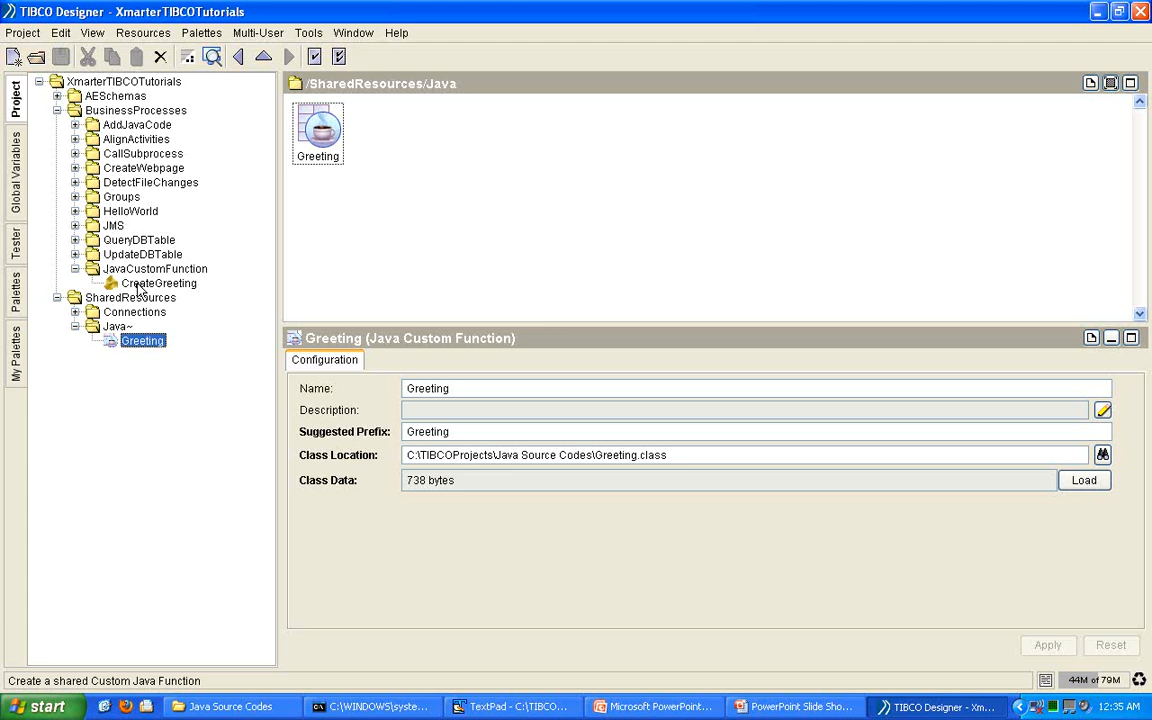 TIBCO Designer - XmarterTIBCOTutorials
Project Edit View Resources Palettes Multi-User Tools Window Help
Project
Global Variables
Tester
Palettes
My Palettes
XmarterTIBCOTutorials
AESchemas
BusinessProcesses
AddJavaCode
AlignActivities
CallSubprocess
CreateWebpage
DetectFileChanges
Groups
HelloWorld
JMS
QueryDBTable
UpdateDBTable
JavaCustomFunction
CreateGreeting
SharedResources
Connections
Java~
Greeting
/SharedResources/Java
Greeting
Greeting (Java Custom Function)
Configuration
Name: Greeting
Description:
Suggested Prefix: Greeting
Class Location: C:\TIBCOProjects\Java Source Codes\Greeting.class
Class Data: 738 bytes Load
Apply Reset
Create a shared Custom Java Function 44M of 79M
start Java Source Codes C:\WINDOWS\syste... TextPad - C:\TIBCO... Microsoft PowerPoint... PowerPoint Slide Sho... TIBCO Designer - Xm... 12:35 AM